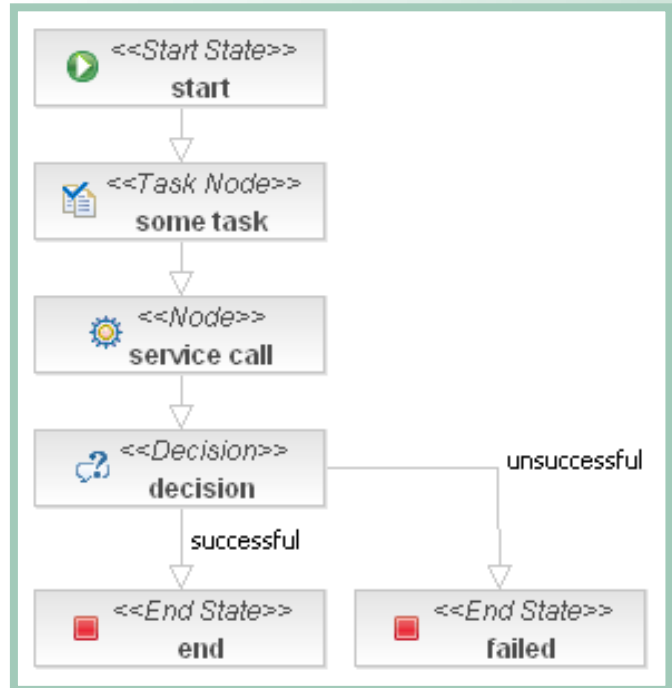 <<Start State>>
start
<<Task Node>>
some task
<<Node>>
service call
<<Decision>>
decision
unsuccessful
successful
<<End State>>
end
<<End State>>
failed